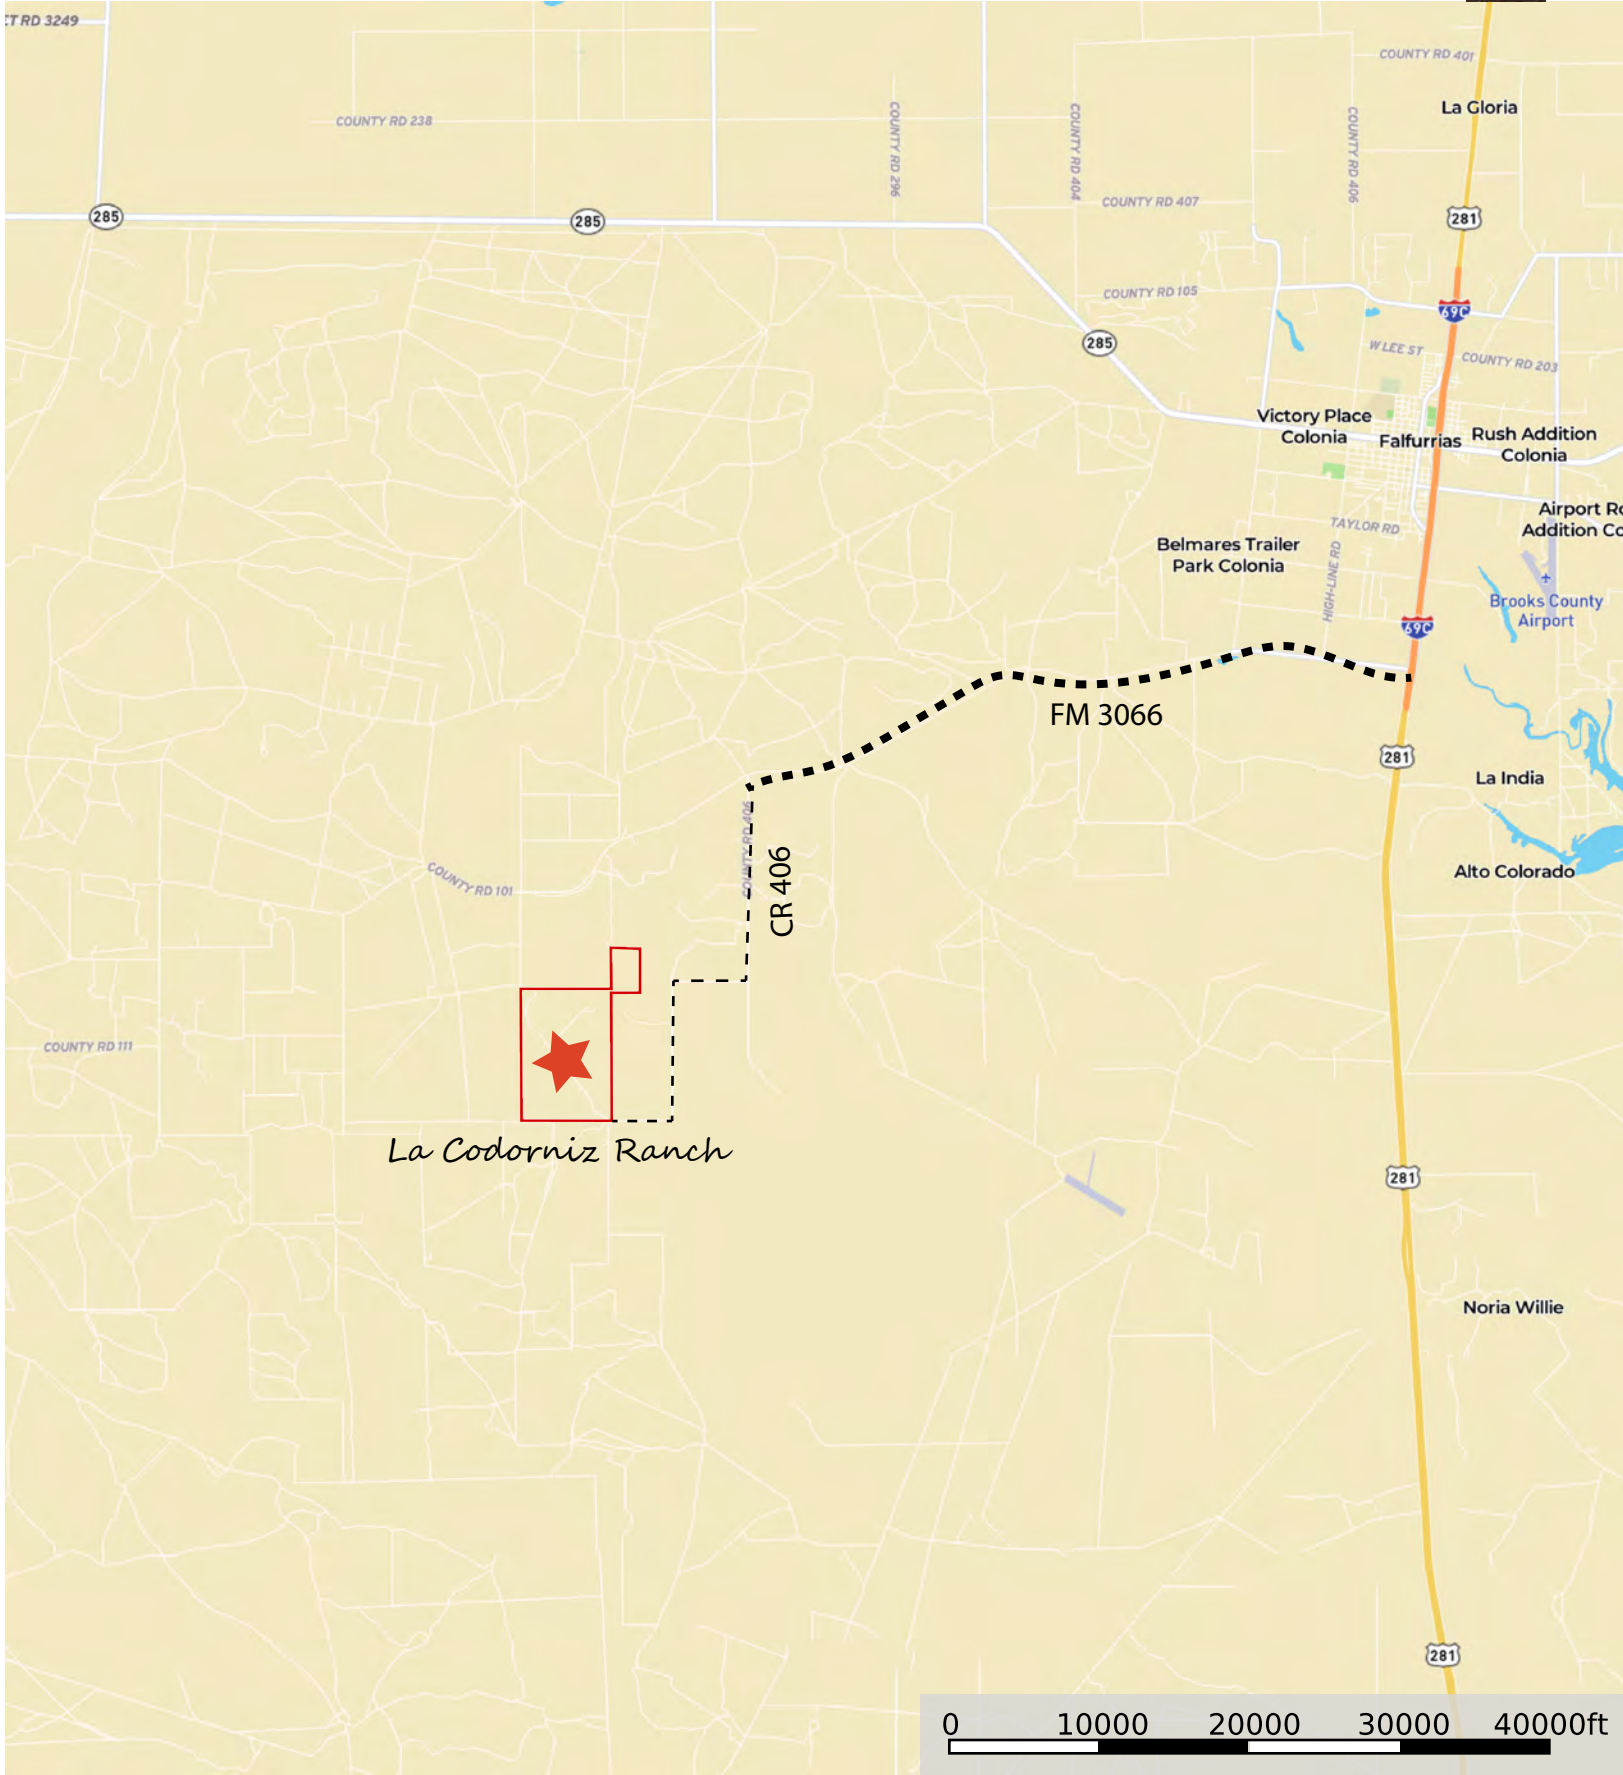 ET RD 3249
COUNTY RD 401
La Gloria
COUNTY RD 238
COUNTY RD 296
COUNTY RD 404
COUNTY RD 406
COUNTY RD 407
285
285
281
COUNTY RD 105
69C
285
W LEE ST
COUNTY RD 203
Victory Place
Colonia
Falfurrias
Rush Addition
Colonia
Airport Ro
Addition Co
TAYLOR RD
Belmares Trailer
Park Colonia
HIGH-LINE RD
Brooks County
Airport
69C
FM 3066
281
La India
COUNTY RD 406
CR 406
COUNTY RD 101
Alto Colorado
COUNTY RD 111
La Codorniz Ranch
281
Noria Willie
281
0 10000 20000 30000 40000ft